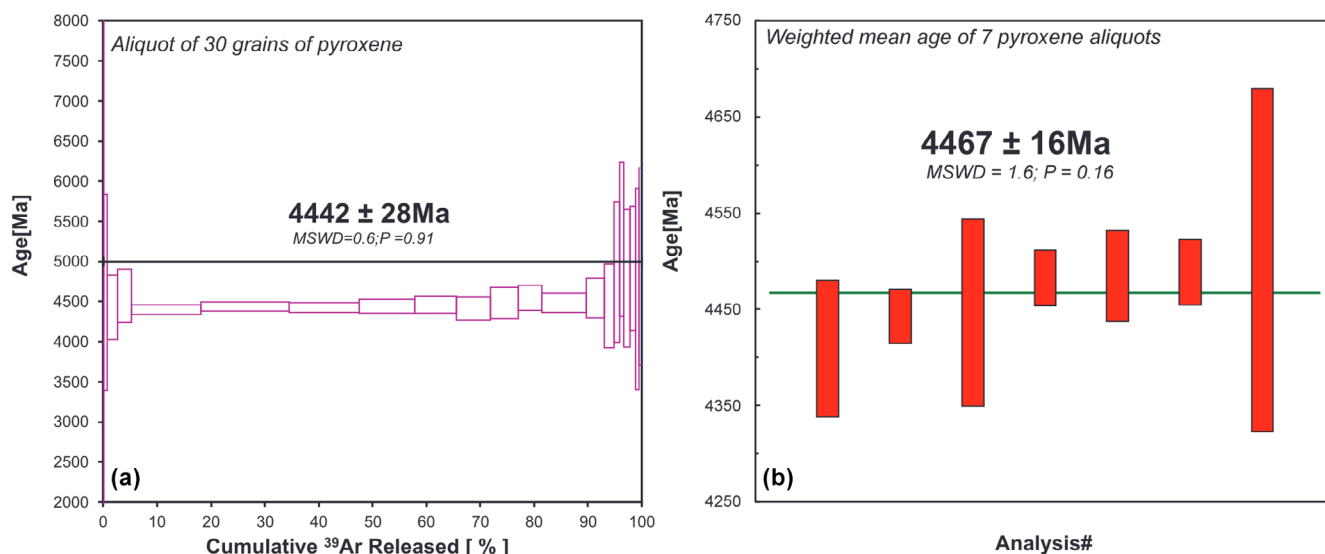 Aliquot of 30 grains of pyroxene
8000
7500
7000
6500
6000
5500
5000
4500
4000
3500
3000
2500
2000
Age[Ma]
4442 ± 28Ma
MSWD=0.6;P =0.91
(a)
0 10 20 30 40 50 60 70 80 90 100
Cumulative ³⁹Ar Released [ % ]
Weighted mean age of 7 pyroxene aliquots
4750
4650
4550
4450
4350
4250
Age[Ma]
4467 ± 16Ma
MSWD = 1.6; P = 0.16
(b)
Analysis#